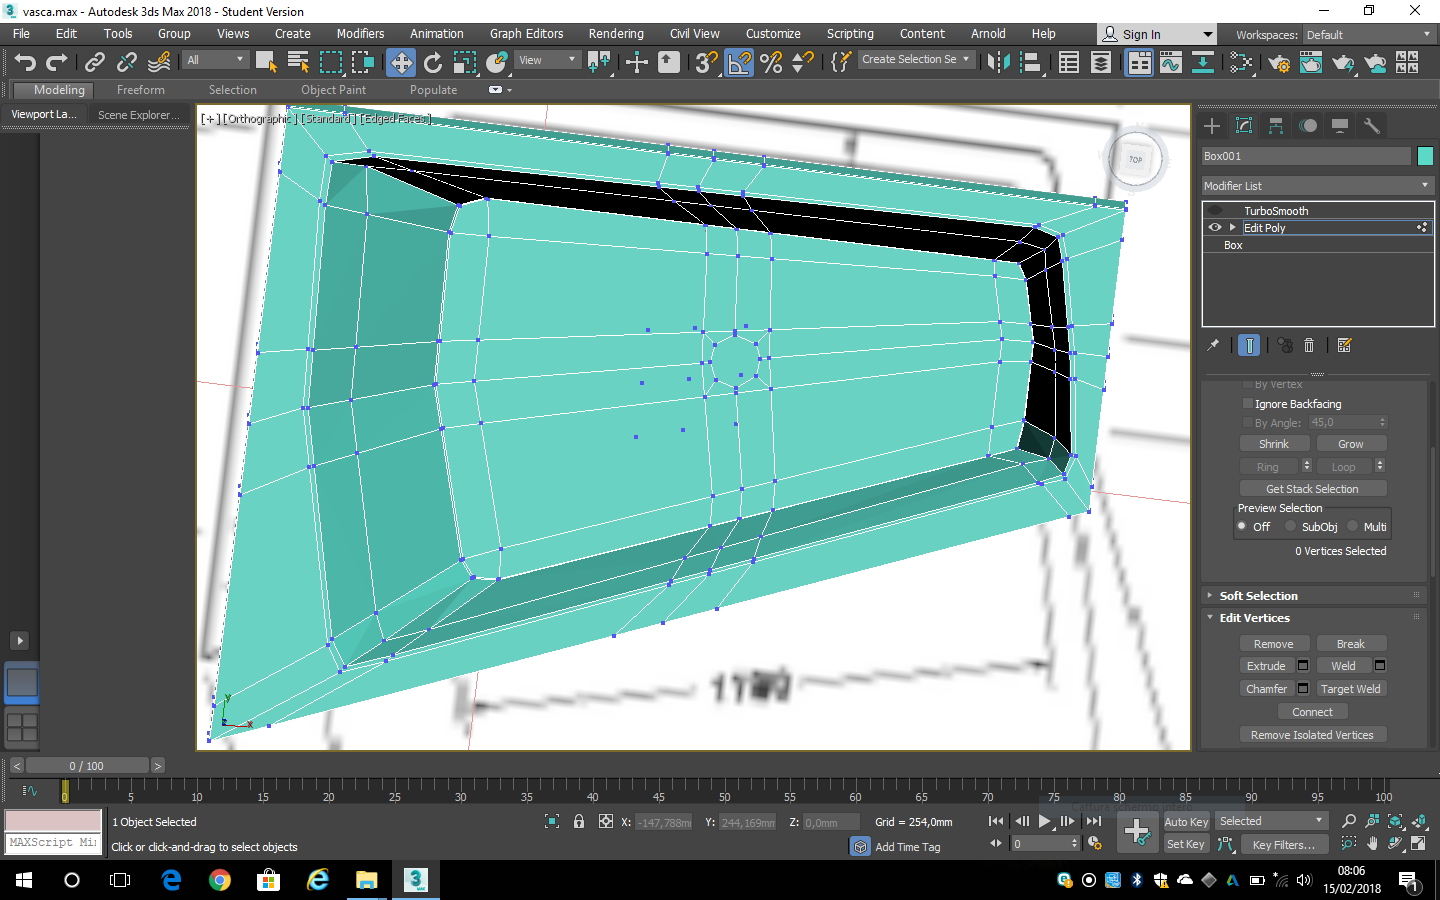 vasca.max - Autodesk 3ds Max 2018 - Student Version
File Edit Tools Group Views Create Modifiers Animation Graph Editors Rendering Civil View Customize Scripting Content Arnold Help Sign In Workspaces: Default
All View Create Selection Se
Modeling Freeform Selection Object Paint Populate
Viewport La... Scene Explorer...
[+] [Orthographic] [Standard] [Edged Faces]
TOP
Box001
Modifier List
TurboSmooth
Edit Poly
Box
By Vertex
Ignore Backfacing
By Angle: 45,0
Shrink Grow
Ring Loop
Get Stack Selection
Preview Selection
Off SubObj Multi
0 Vertices Selected
Soft Selection
Edit Vertices
Remove Break
Extrude Weld
Chamfer Target Weld
Connect
Remove Isolated Vertices
y
x
< 0 / 100 >
0 5 10 15 20 25 30 35 40 45 50 55 60 65 70 75 80 85 90 95 100
1 Object Selected X: -147,788m Y: 244,169m Z: 0,0mm Grid = 254,0mm Auto Key Selected
MAXScript Mi Click or click-and-drag to select objects Add Time Tag 0 Set Key Key Filters...
08:06
15/02/2018
1